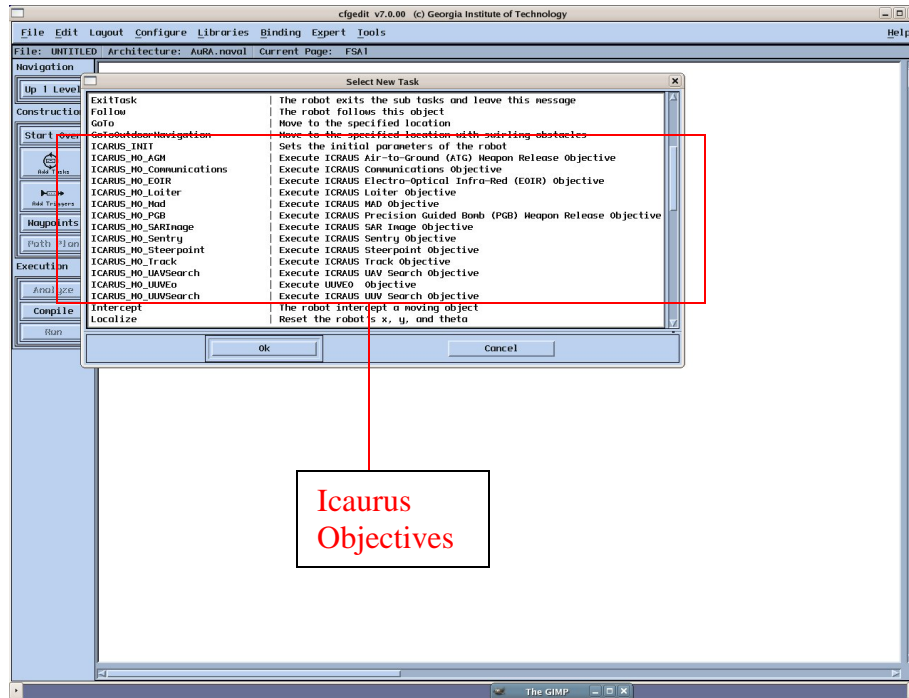 cfgedit v7.0.00 (c) Georgia Institute of Technology
File Edit Layout Configure Libraries Binding Expert Tools Help
File: UNTITLED Architecture: AuRA.naval Current Page: FSA1
Navigation
Up 1 Level
Construction
Start Over
Add Tasks
Add Triggers
Waypoints
Path Plan
Execution
Analyze
Compile
Run
Select New Task
ExitTask | The robot exits the sub tasks and leave this message
Follow | The robot follows this object
GoTo | Move to the specified location
GoToOutdoorNavigation | Move to the specified location with swirling obstacles
ICARUS_INIT | Sets the initial parameters of the robot
ICARUS_MO_AGM | Execute ICRAUS Air-to-Ground (ATG) Weapon Release Objective
ICARUS_MO_Communications | Execute ICRAUS Communications Objective
ICARUS_MO_EOIR | Execute ICRAUS Electro-Optical Infra-Red (EOIR) Objective
ICARUS_MO_Loiter | Execute ICRAUS Loiter Objective
ICARUS_MO_Mad | Execute ICRAUS MAD Objective
ICARUS_MO_PGB | Execute ICRAUS Precision Guided Bomb (PGB) Weapon Release Objective
ICARUS_MO_SARImage | Execute ICRAUS SAR Image Objective
ICARUS_MO_Sentry | Execute ICRAUS Sentry Objective
ICARUS_MO_Steerpoint | Execute ICRAUS Steerpoint Objective
ICARUS_MO_Track | Execute ICRAUS Track Objective
ICARUS_MO_UAVSearch | Execute ICRAUS UAV Search Objective
ICARUS_MO_UUVEo | Execute UUVEO Objective
ICARUS_MO_UUVSearch | Execute ICRAUS UUV Search Objective
Intercept | The robot intercept a moving object
Localize | Reset the robot's x, y, and theta
Ok Cancel
Icaurus
Objectives
The GIMP